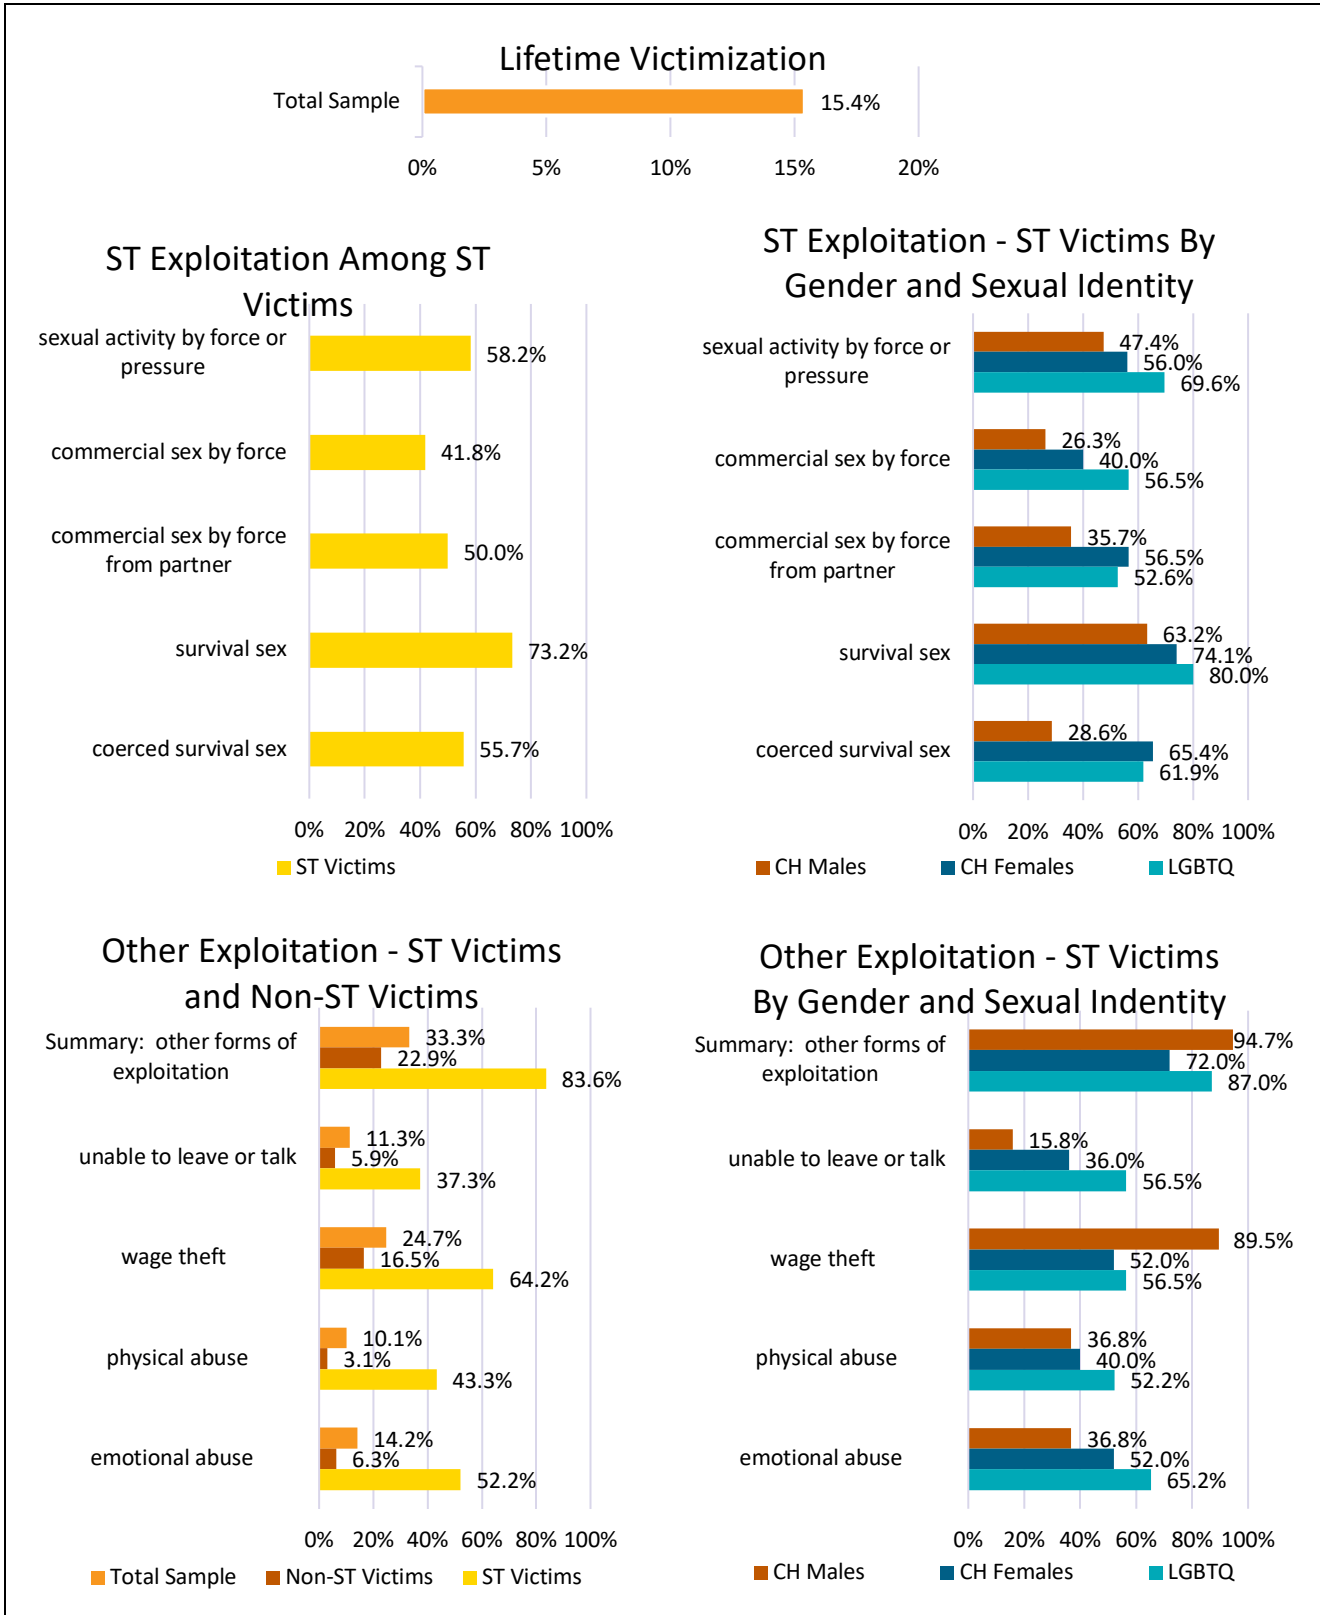 Lifetime Victimization
Total Sample
15.4%
0% 5% 10% 15% 20%
ST Exploitation Among ST
Victims
sexual activity by force or
pressure
58.2%
commercial sex by force
41.8%
commercial sex by force
from partner
50.0%
survival sex
73.2%
coerced survival sex
55.7%
0% 20% 40% 60% 80% 100%
ST Victims
ST Exploitation - ST Victims By
Gender and Sexual Identity
sexual activity by force or
pressure
47.4%
56.0%
69.6%
commercial sex by force
26.3%
40.0%
56.5%
commercial sex by force
from partner
35.7%
56.5%
52.6%
survival sex
63.2%
74.1%
80.0%
coerced survival sex
28.6%
65.4%
61.9%
0% 20% 40% 60% 80% 100%
CH Males CH Females LGBTQ
Other Exploitation - ST Victims
and Non-ST Victims
Summary: other forms of
exploitation
33.3%
22.9%
83.6%
unable to leave or talk
11.3%
5.9%
37.3%
wage theft
24.7%
16.5%
64.2%
physical abuse
10.1%
3.1%
43.3%
emotional abuse
14.2%
6.3%
52.2%
0% 20% 40% 60% 80% 100%
Total Sample Non-ST Victims ST Victims
Other Exploitation - ST Victims
By Gender and Sexual Indentity
Summary: other forms of
exploitation
94.7%
72.0%
87.0%
unable to leave or talk
15.8%
36.0%
56.5%
wage theft
89.5%
52.0%
56.5%
physical abuse
36.8%
40.0%
52.2%
emotional abuse
36.8%
52.0%
65.2%
0% 20% 40% 60% 80% 100%
CH Males CH Females LGBTQ